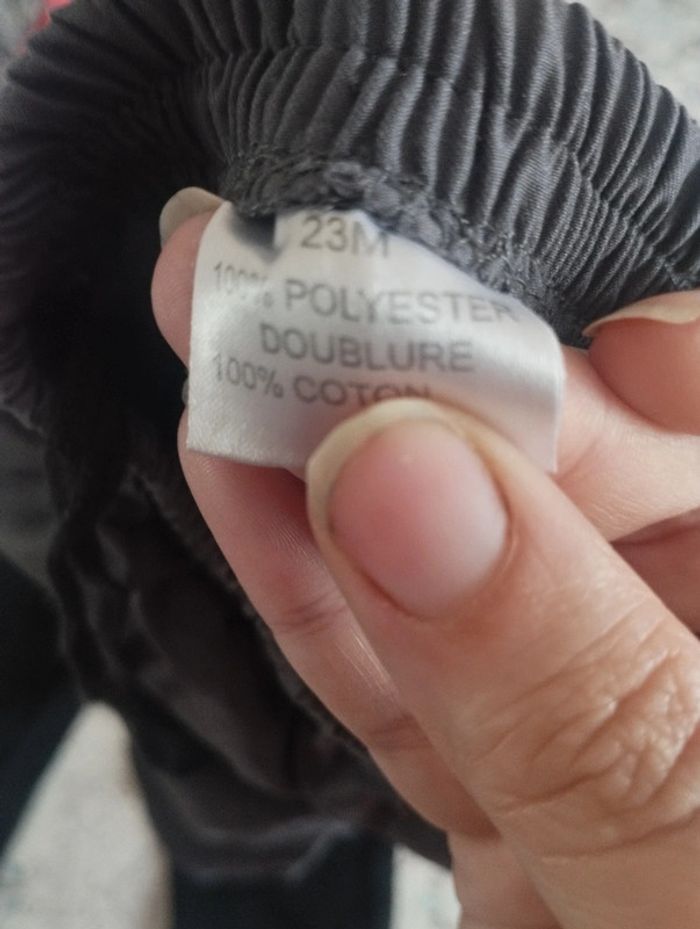 23M
100% POLYESTER
DOUBLURE
100% COTON